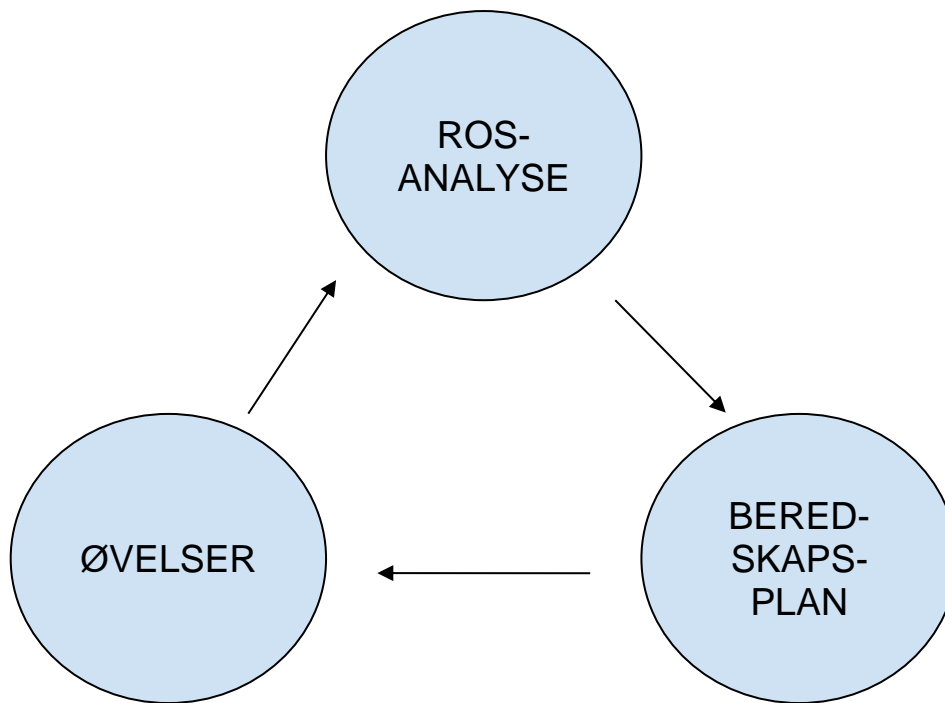 ROS-
ANALYSE
ØVELSER
BERED-
SKAPS-
PLAN